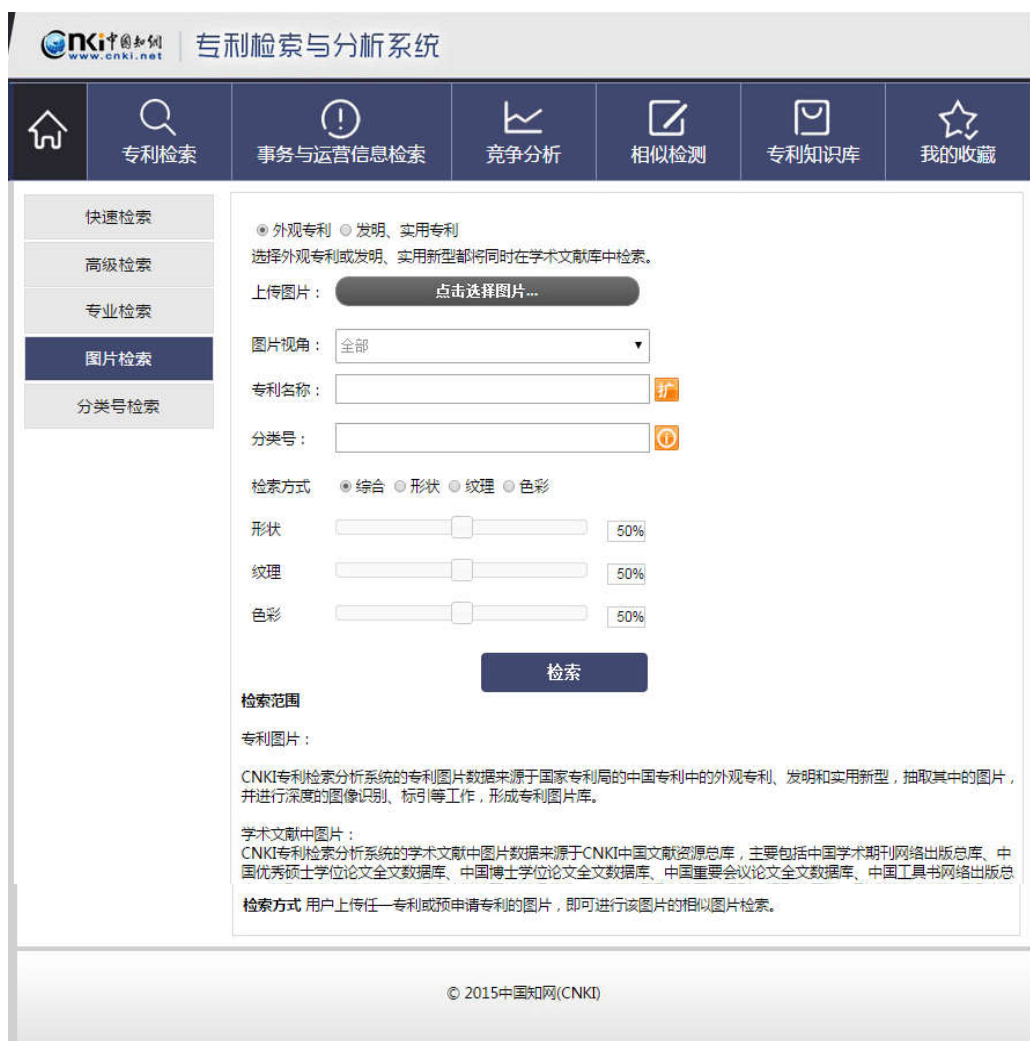 cnki中国知网
www.cnki.net
专利检索与分析系统
专利检索
事务与运营信息检索
竞争分析
相似检测
专利知识库
我的收藏
快速检索
高级检索
专业检索
图片检索
分类号检索
外观专利 发明、实用专利
选择外观专利或发明、实用新型都将同时在学术文献库中检索。
上传图片： 点击选择图片...
图片视角： 全部
专利名称： 扩
分类号：
检索方式 综合 形状 纹理 色彩
形状 50%
纹理 50%
色彩 50%
检索
检索范围
专利图片：
CNKI专利检索分析系统的专利图片数据来源于国家专利局的中国专利中的外观专利、发明和实用新型，抽取其中的图片，
并进行深度的图像识别、标引等工作，形成专利图片库。
学术文献中图片：
CNKI专利检索分析系统的学术文献中图片数据来源于CNKI中国文献资源总库，主要包括中国学术期刊网络出版总库、中
国优秀硕士学位论文全文数据库、中国博士学位论文全文数据库、中国重要会议论文全文数据库、中国工具书网络出版总
检索方式 用户上传任一专利或预申请专利的图片，即可进行该图片的相似图片检索。
© 2015中国知网(CNKI)